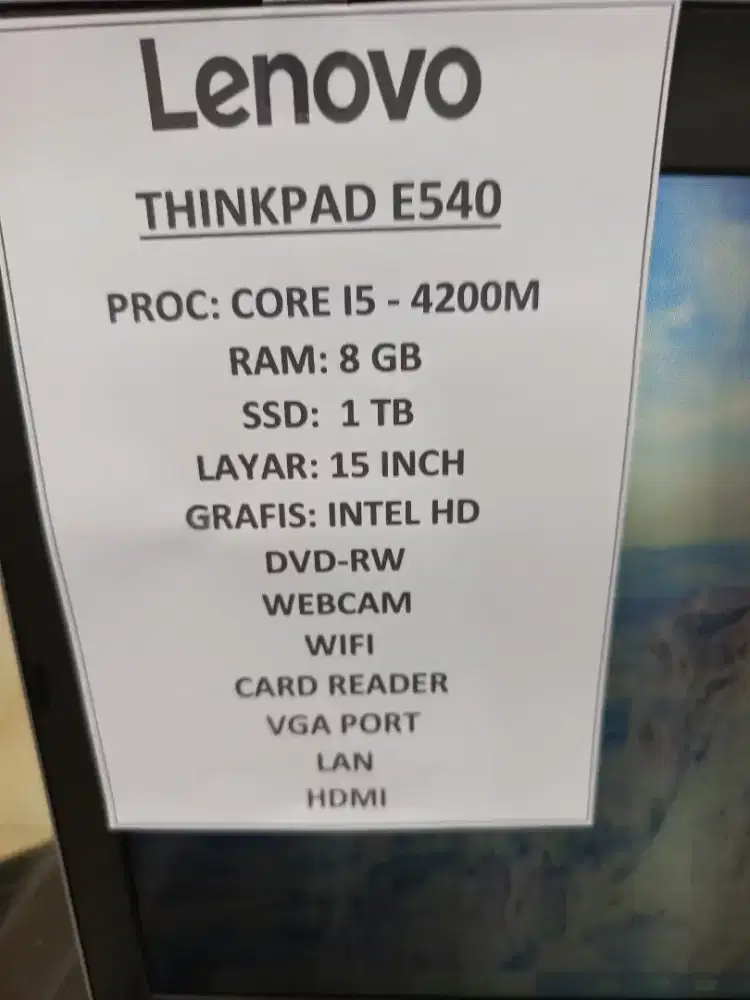 Lenovo
THINKPAD E540
PROC: CORE I5 - 4200M
RAM: 8 GB
SSD: 1 TB
LAYAR: 15 INCH
GRAFIS: INTEL HD
DVD-RW
WEBCAM
WIFI
CARD READER
VGA PORT
LAN
HDMI